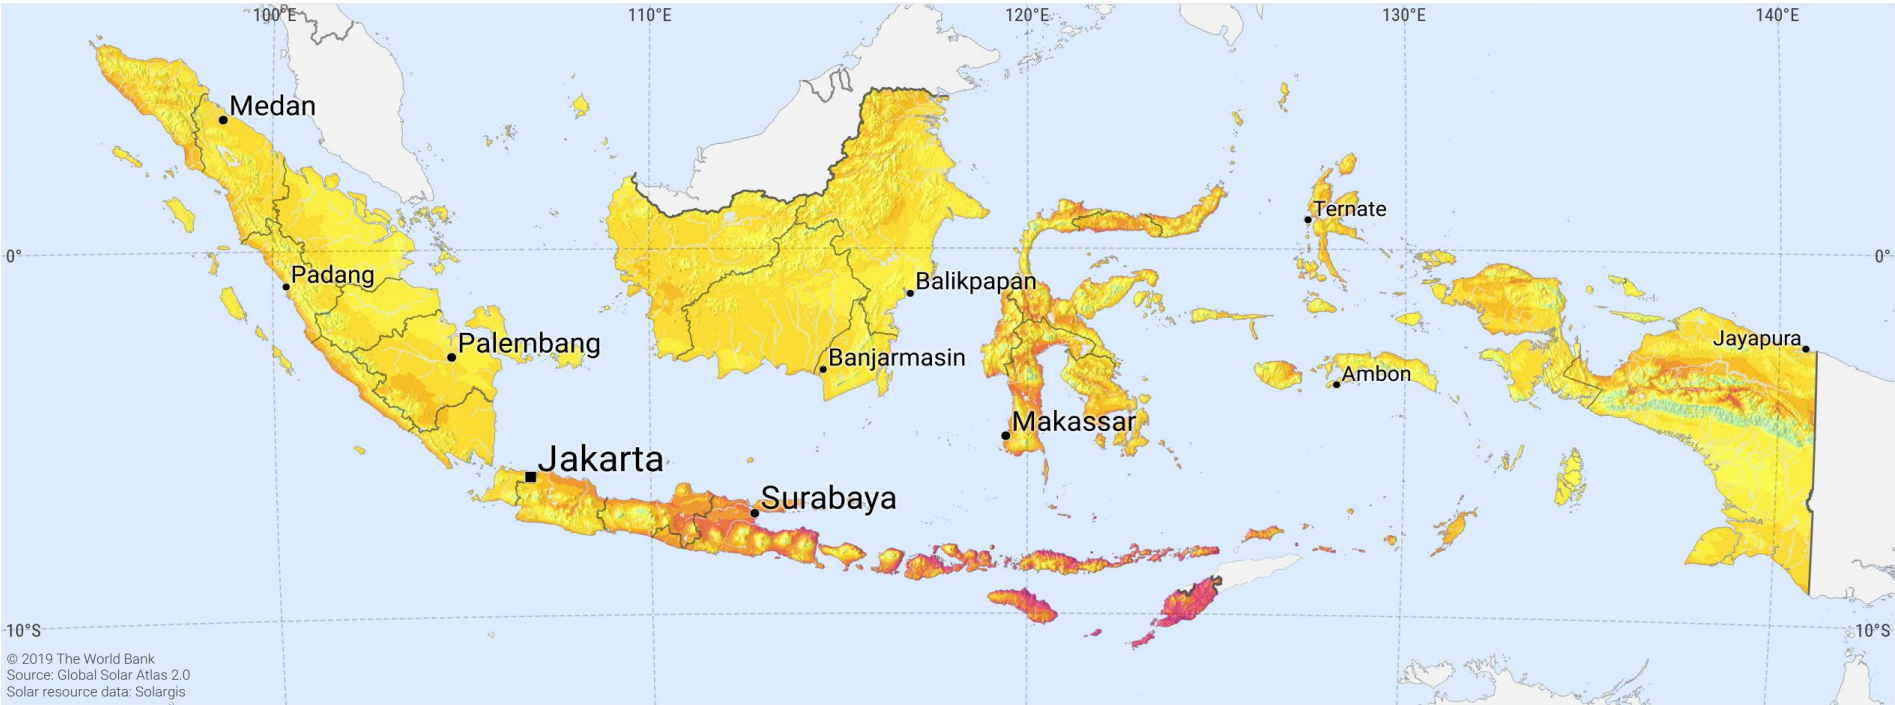 100°E
110°E
120°E
130°E
140°E
Medan
Ternate
0°
0°
Padang
Balikpapan
Palembang
Banjarmasin
Jayapura
Ambon
Makassar
Jakarta
Surabaya
10°S
10°S
© 2019 The World Bank
Source: Global Solar Atlas 2.0
Solar resource data: Solargis